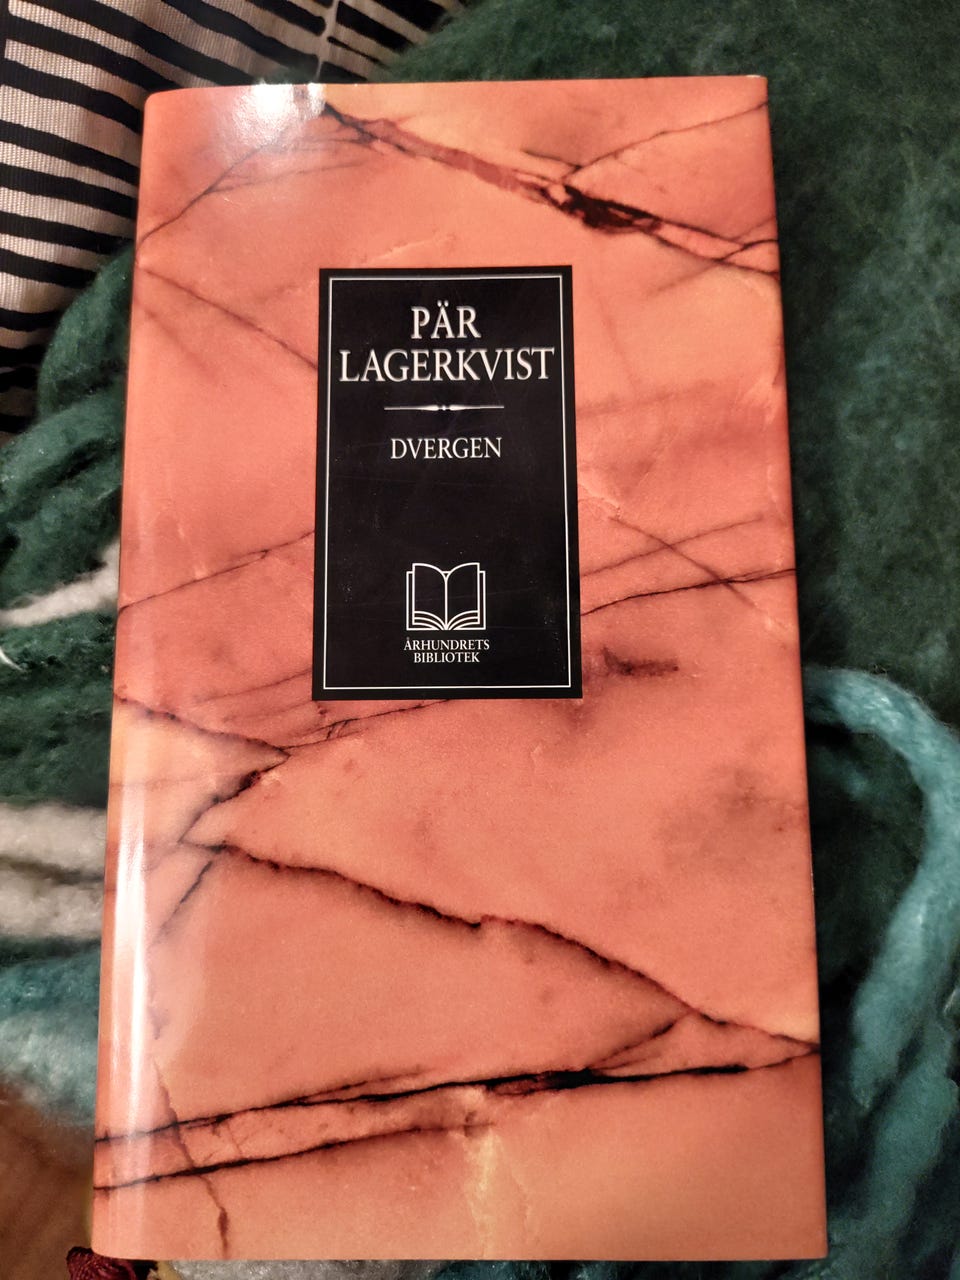 PÄR
LAGERKVIST
DVERGEN
ÅRHUNDRETS
BIBLIOTEK